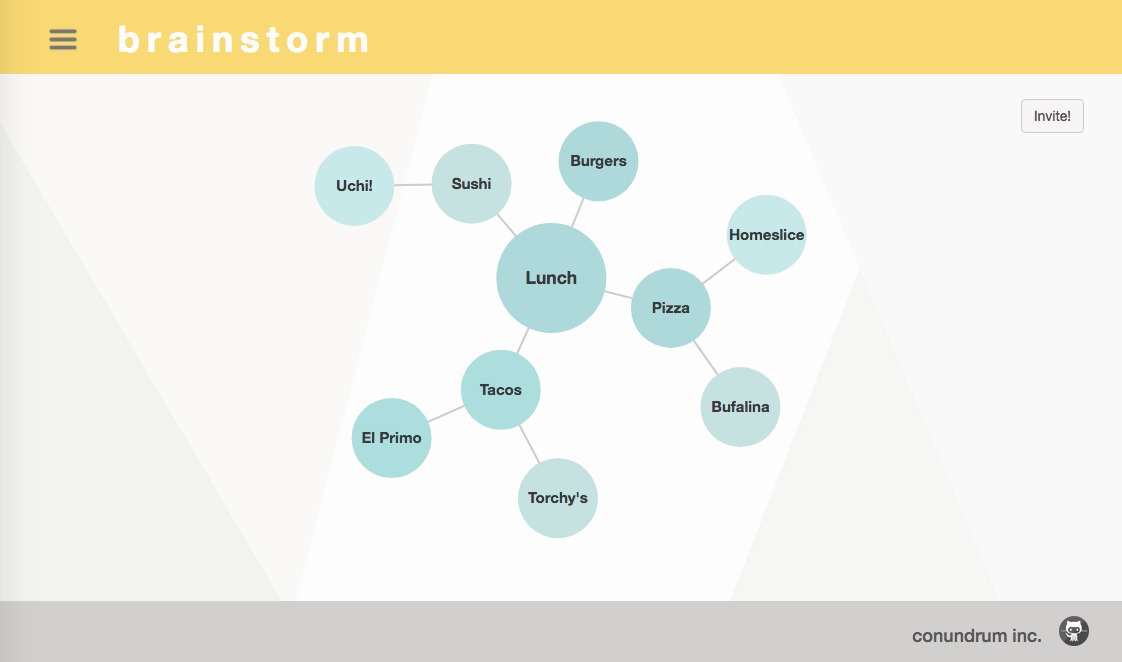 brainstorm
Invite!
Burgers
Sushi
Uchi!
Homeslice
Lunch
Pizza
Tacos
Bufalina
El Primo
Torchy's
conundrum inc.